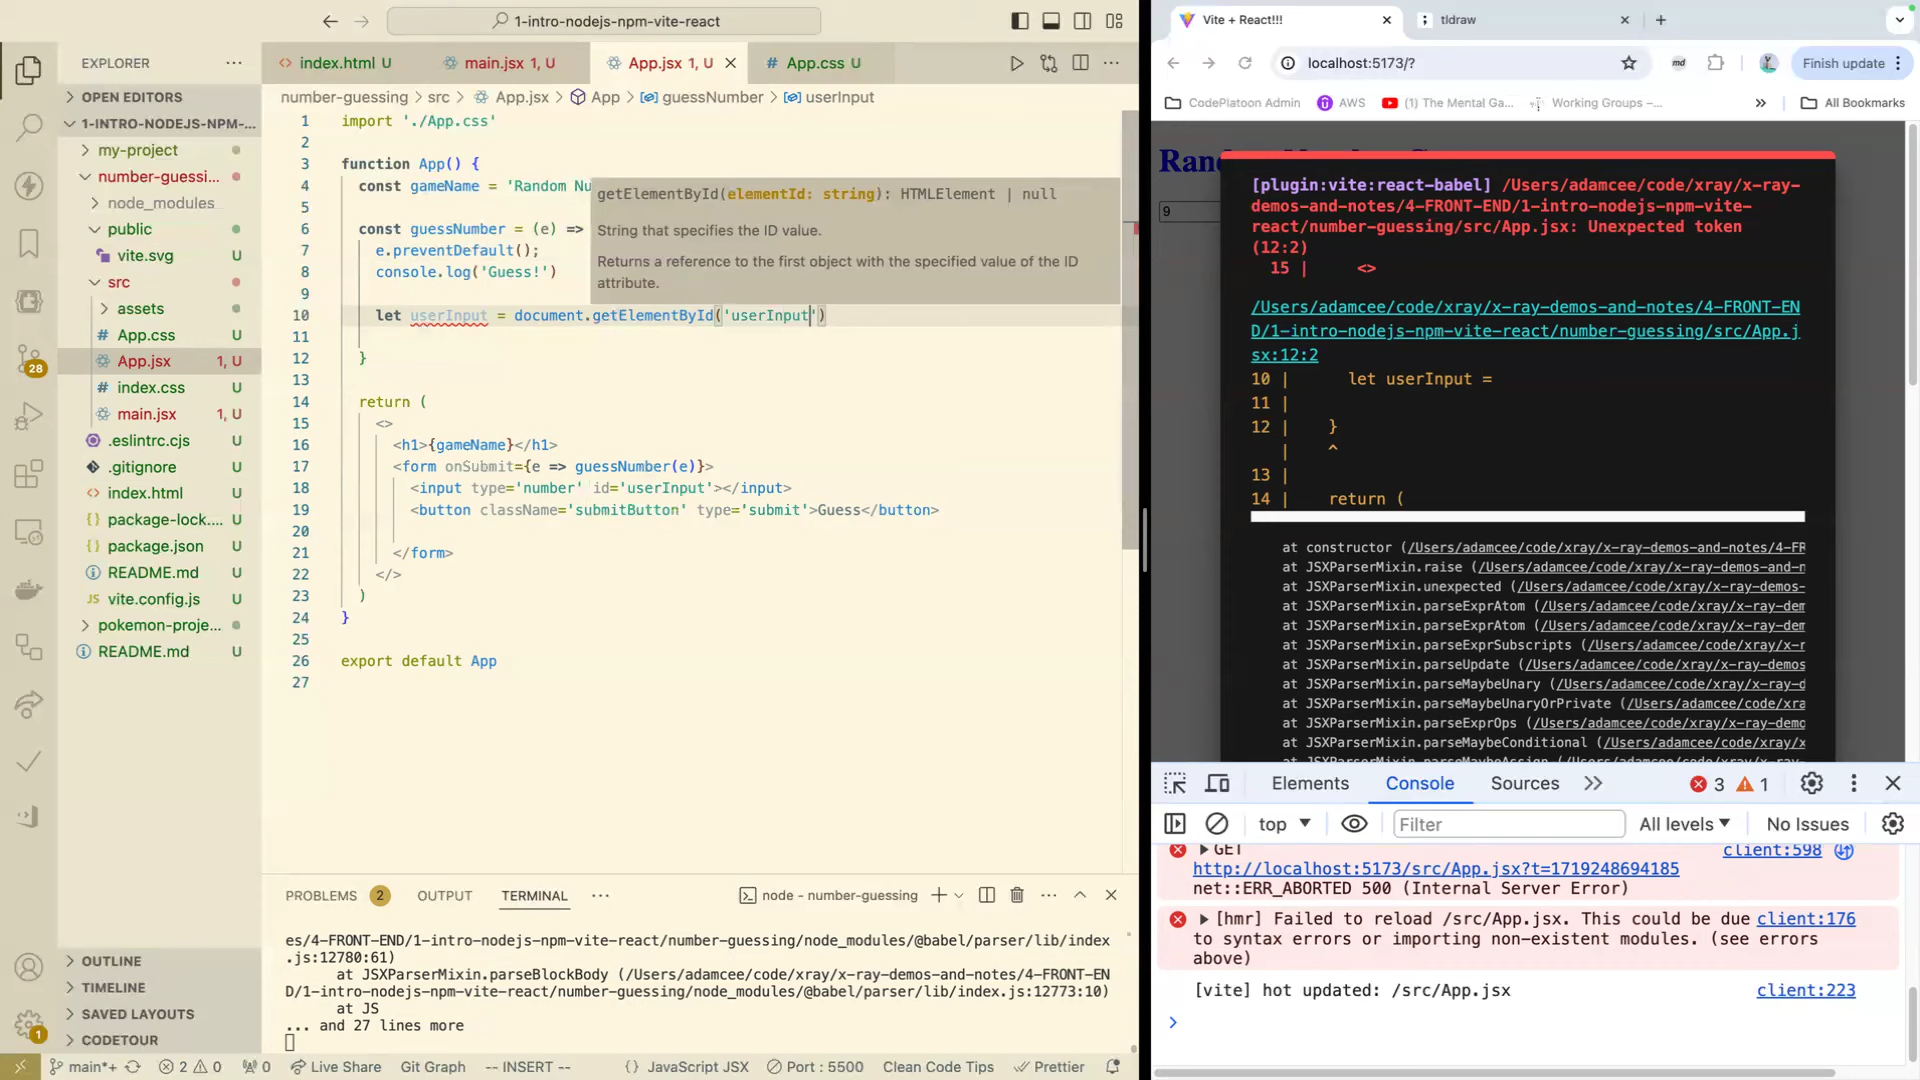 1-intro-nodejs-npm-vite-react
EXPLORER
OPEN EDITORS
1-INTRO-NODEJS-NPM-...
my-project
number-guessi...
node_modules
public
vite.svg
src
assets
App.css U
App.jsx 1, U
index.css U
main.jsx 1, U
.eslintrc.cjs U
.gitignore U
index.html U
package-lock.... U
package.json U
README.md U
vite.config.js U
pokemon-proje...
README.md U
OUTLINE
TIMELINE
SAVED LAYOUTS
CODETOUR
28
1
index.html U
main.jsx 1, U
App.jsx 1, U
App.css U
number-guessing > src > App.jsx > App > guessNumber > userInput
1 import './App.css'
2
3 function App() {
4 const gameName = 'Random Nu
5
6 const guessNumber = (e) =>
7 e.preventDefault();
8 console.log('Guess!')
9
10 let userInput = document.getElementById('userInput')
11
12 }
13
14 return (
15 <>
16 <h1>{gameName}</h1>
17 <form onSubmit={e => guessNumber(e)}>
18 <input type='number' id='userInput'></input>
19 <button className='submitButton' type='submit'>Guess</button>
20
21 </form>
22 </>
23 )
24 }
25
26 export default App
27
getElementById(elementId: string): HTMLElement | null
String that specifies the ID value.
Returns a reference to the first object with the specified value of the ID
attribute.
PROBLEMS 2 OUTPUT TERMINAL ... node - number-guessing
es/4-FRONT-END/1-intro-nodejs-npm-vite-react/number-guessing/node_modules/@babel/parser/lib/index
.js:12780:61)
at JSXParserMixin.parseBlockBody (/Users/adamcee/code/xray/x-ray-demos-and-notes/4-FRONT-EN
D/1-intro-nodejs-npm-vite-react/number-guessing/node_modules/@babel/parser/lib/index.js:12773:10)
at JS
... and 27 lines more
main*+ 2 0 0 Live Share Git Graph -- INSERT -- {} JavaScript JSX Port : 5500 Clean Code Tips Prettier
Vite + React!!!
tldraw
localhost:5173/?
md
Finish update
CodePlatoon Admin
AWS
(1) The Mental Ga...
Working Groups –...
»
All Bookmarks
9
[plugin:vite:react-babel] /Users/adamcee/code/xray/x-ray-
demos-and-notes/4-FRONT-END/1-intro-nodejs-npm-vite-
react/number-guessing/src/App.jsx: Unexpected token
(12:2)
15 | <>
/Users/adamcee/code/xray/x-ray-demos-and-notes/4-FRONT-EN
D/1-intro-nodejs-npm-vite-react/number-guessing/src/App.j
sx:12:2
10 | let userInput =
11 |
12 | }
| ^
13 |
14 | return (
at constructor (/Users/adamcee/code/xray/x-ray-demos-and-notes/4-FR
at JSXParserMixin.raise (/Users/adamcee/code/xray/x-ray-demos-and-n
at JSXParserMixin.unexpected (/Users/adamcee/code/xray/x-ray-demos-
at JSXParserMixin.parseExprAtom (/Users/adamcee/code/xray/x-ray-dem
at JSXParserMixin.parseExprAtom (/Users/adamcee/code/xray/x-ray-dem
at JSXParserMixin.parseExprSubscripts (/Users/adamcee/code/xray/x-r
at JSXParserMixin.parseUpdate (/Users/adamcee/code/xray/x-ray-demos
at JSXParserMixin.parseMaybeUnary (/Users/adamcee/code/xray/x-ray-d
at JSXParserMixin.parseMaybeUnaryOrPrivate (/Users/adamcee/code/xra
at JSXParserMixin.parseExprOps (/Users/adamcee/code/xray/x-ray-demo
at JSXParserMixin.parseMaybeConditional (/Users/adamcee/code/xray/x
Elements Console Sources 3 1
top Filter All levels No Issues
GET client:598
http://localhost:5173/src/App.jsx?t=1719248694185
net::ERR_ABORTED 500 (Internal Server Error)
[hmr] Failed to reload /src/App.jsx. This could be due client:176
to syntax errors or importing non-existent modules. (see errors
above)
[vite] hot updated: /src/App.jsx client:223